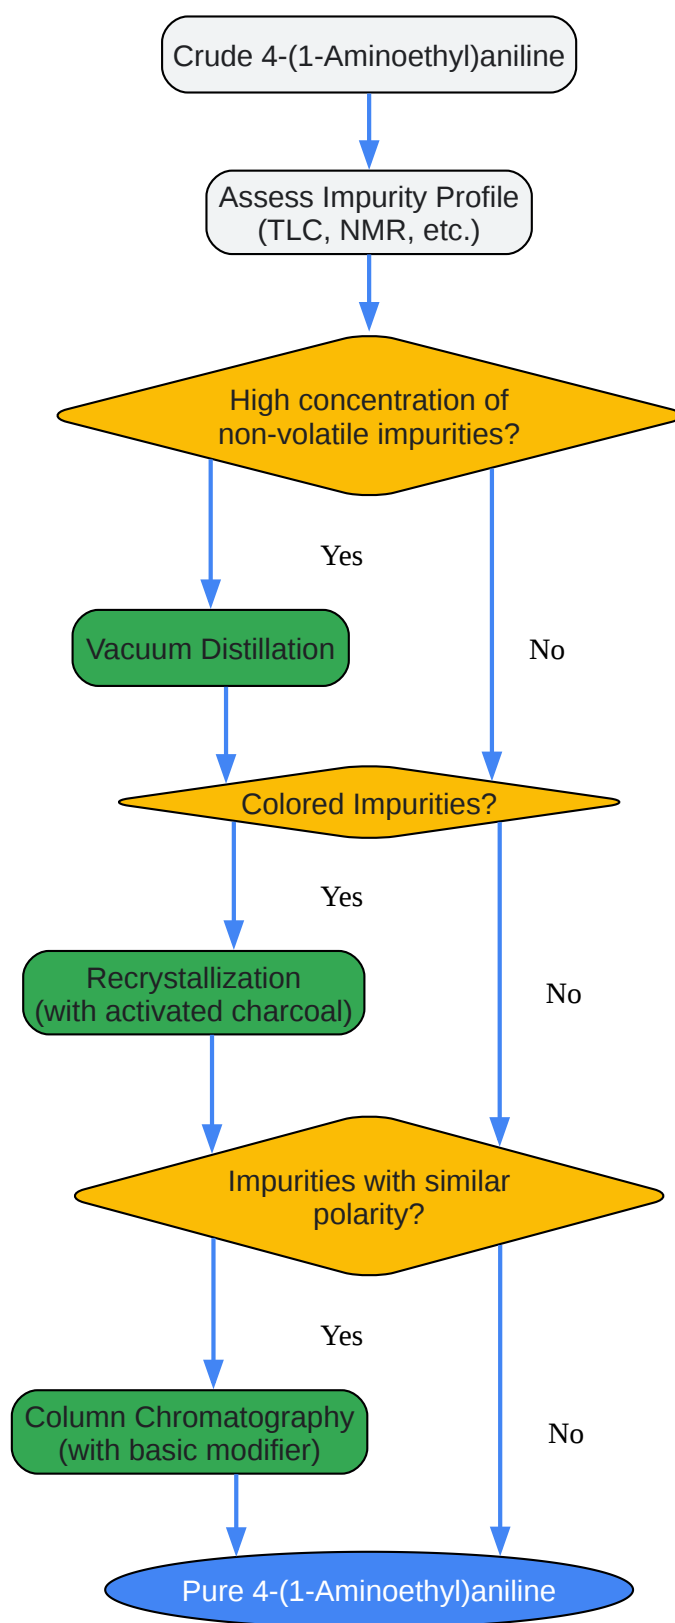 Crude 4-(1-Aminoethyl)aniline
Assess Impurity Profile
(TLC, NMR, etc.)
High concentration of
non-volatile impurities?
Yes
Vacuum Distillation
No
Colored Impurities?
Yes
Recrystallization
(with activated charcoal)
No
Impurities with similar
polarity?
Yes
Column Chromatography
(with basic modifier)
No
Pure 4-(1-Aminoethyl)aniline